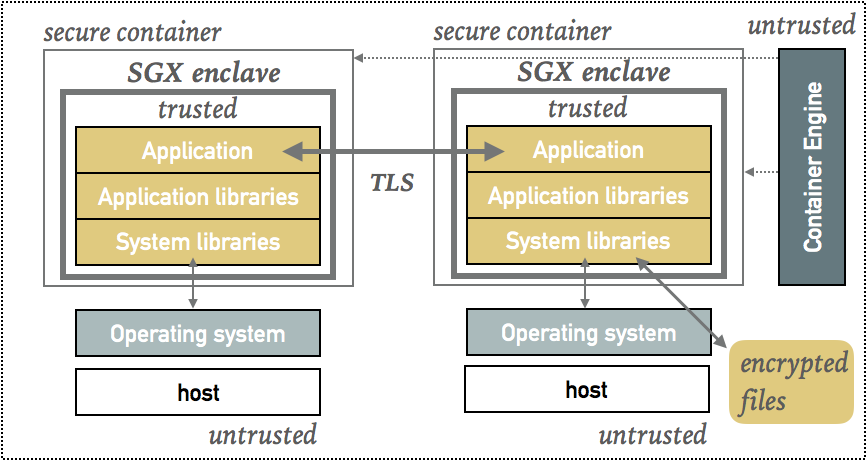 secure container
SGX enclave
trusted
Application
Application libraries
System libraries
Operating system
host
untrusted
TLS
secure container
SGX enclave
trusted
Application
Application libraries
System libraries
Operating system
host
untrusted
untrusted
Container Engine
encrypted
files